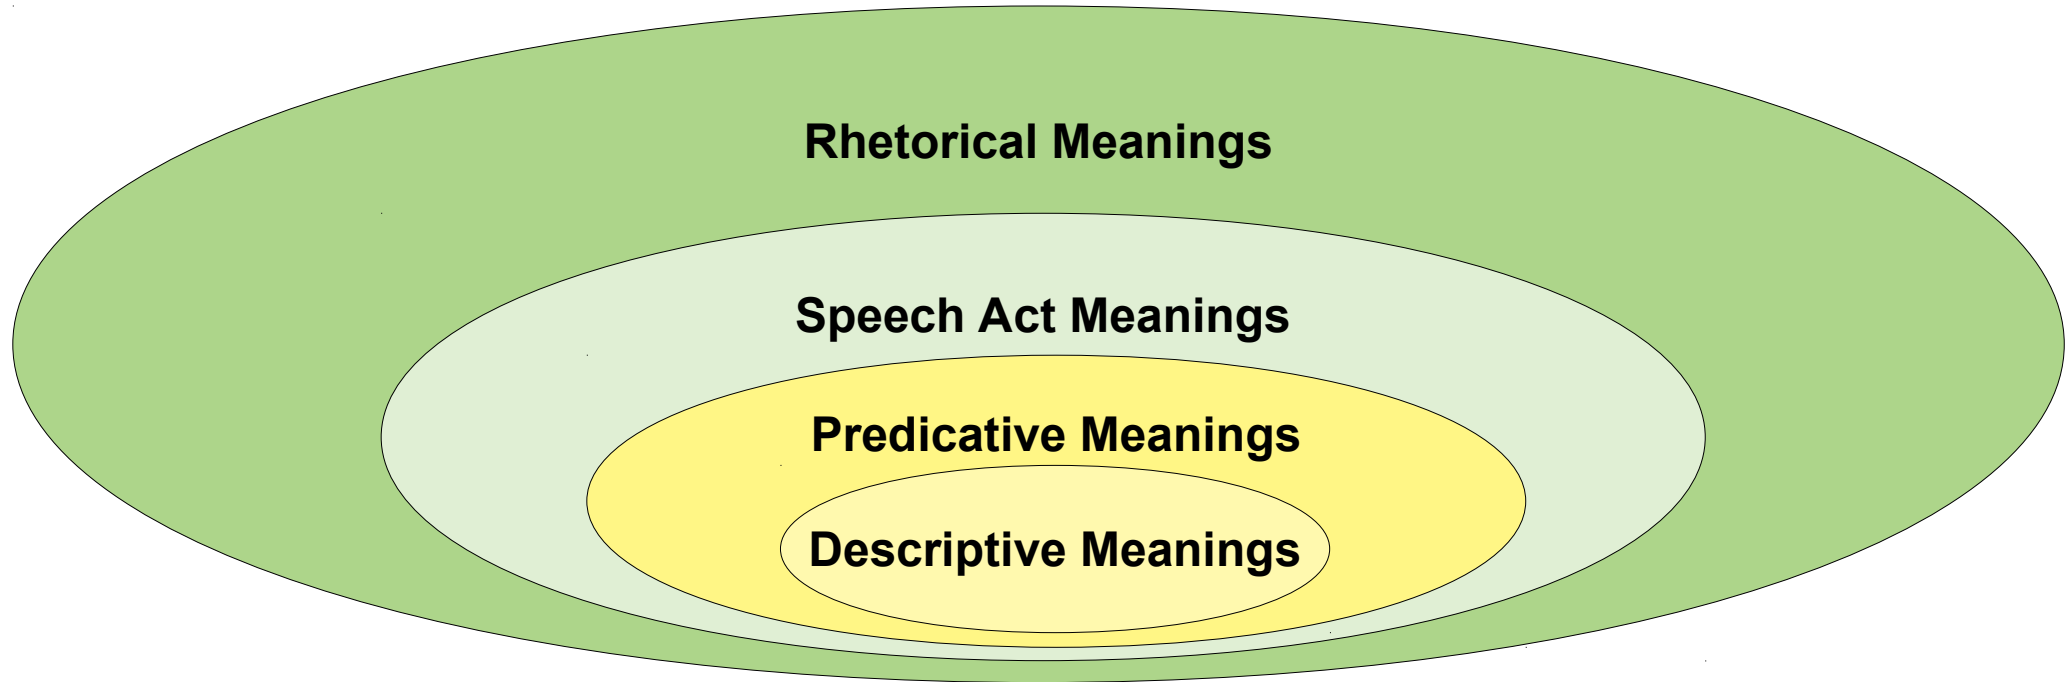 Rhetorical Meanings
Speech Act Meanings
Predicative Meanings
Descriptive Meanings